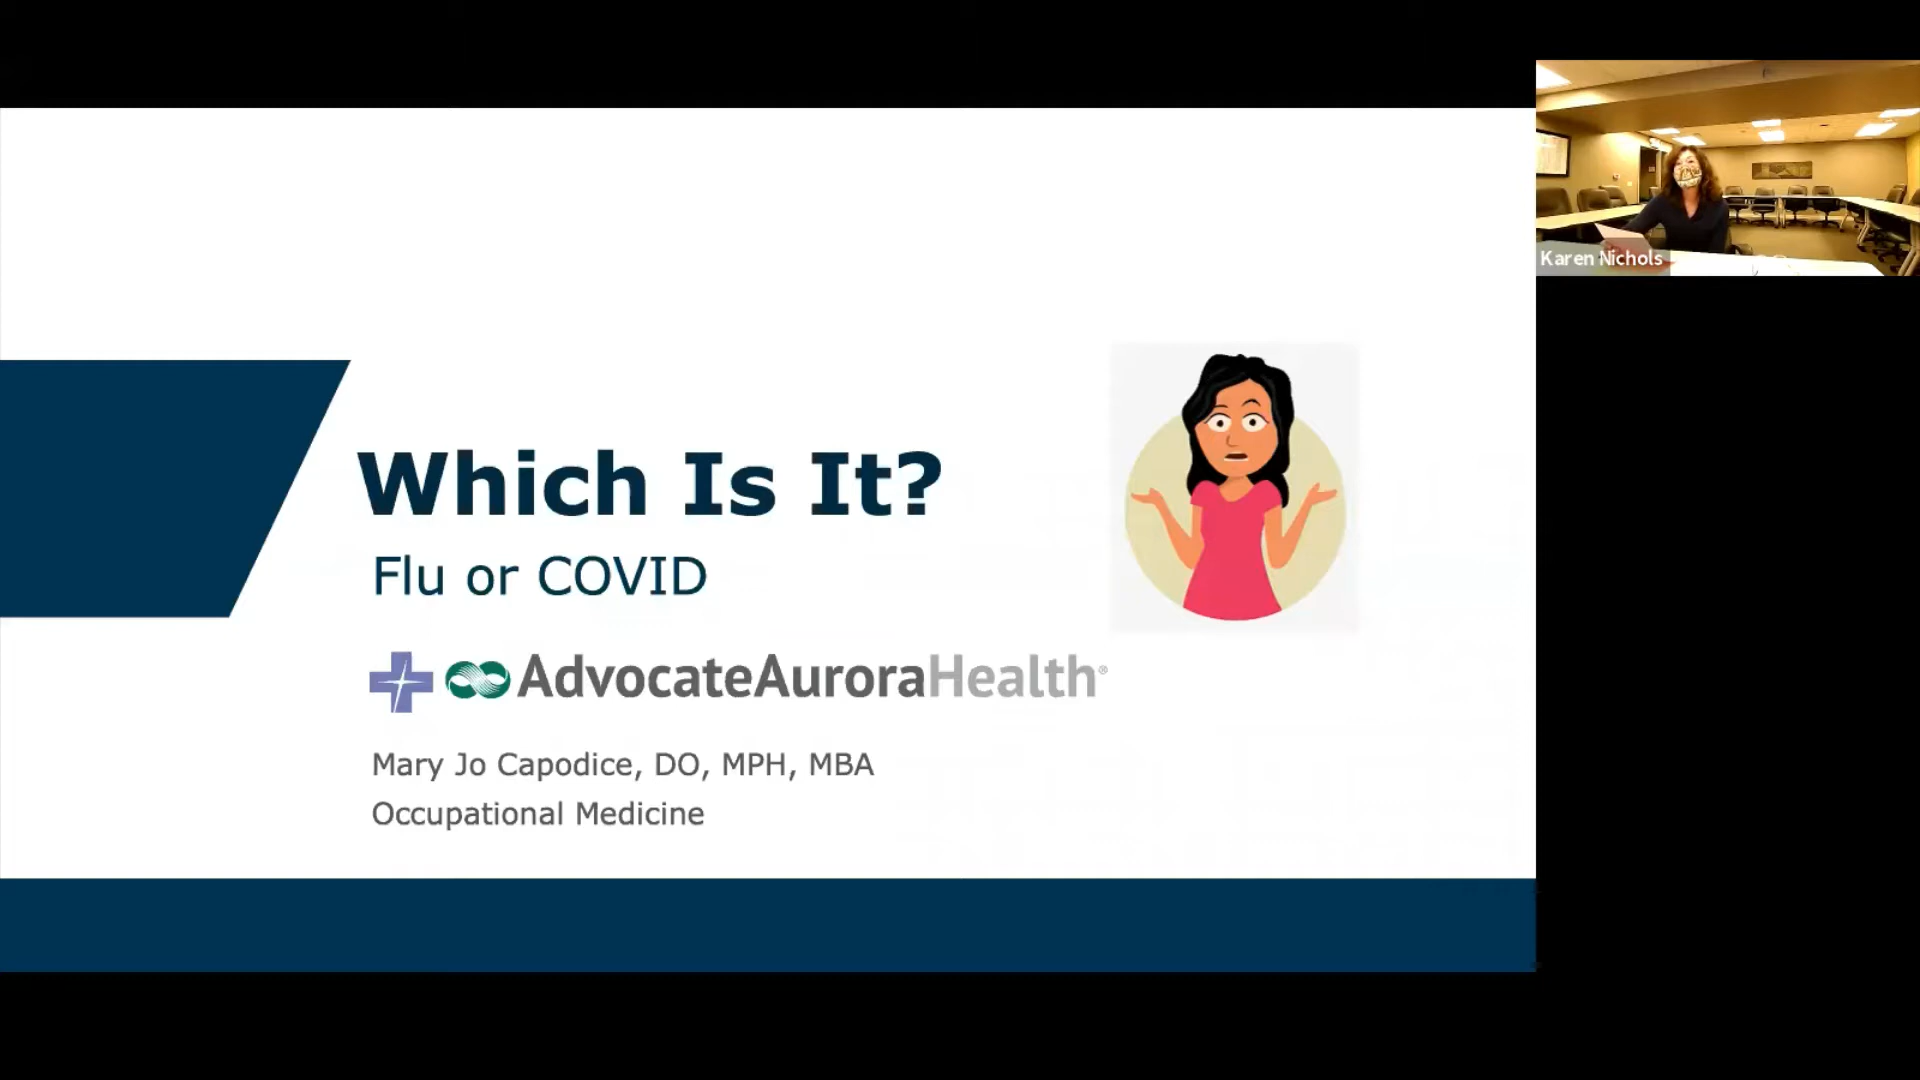 Which Is It?
Flu or COVID
AdvocateAuroraHealth®
Mary Jo Capodice, DO, MPH, MBA
Occupational Medicine
Karen Nichols